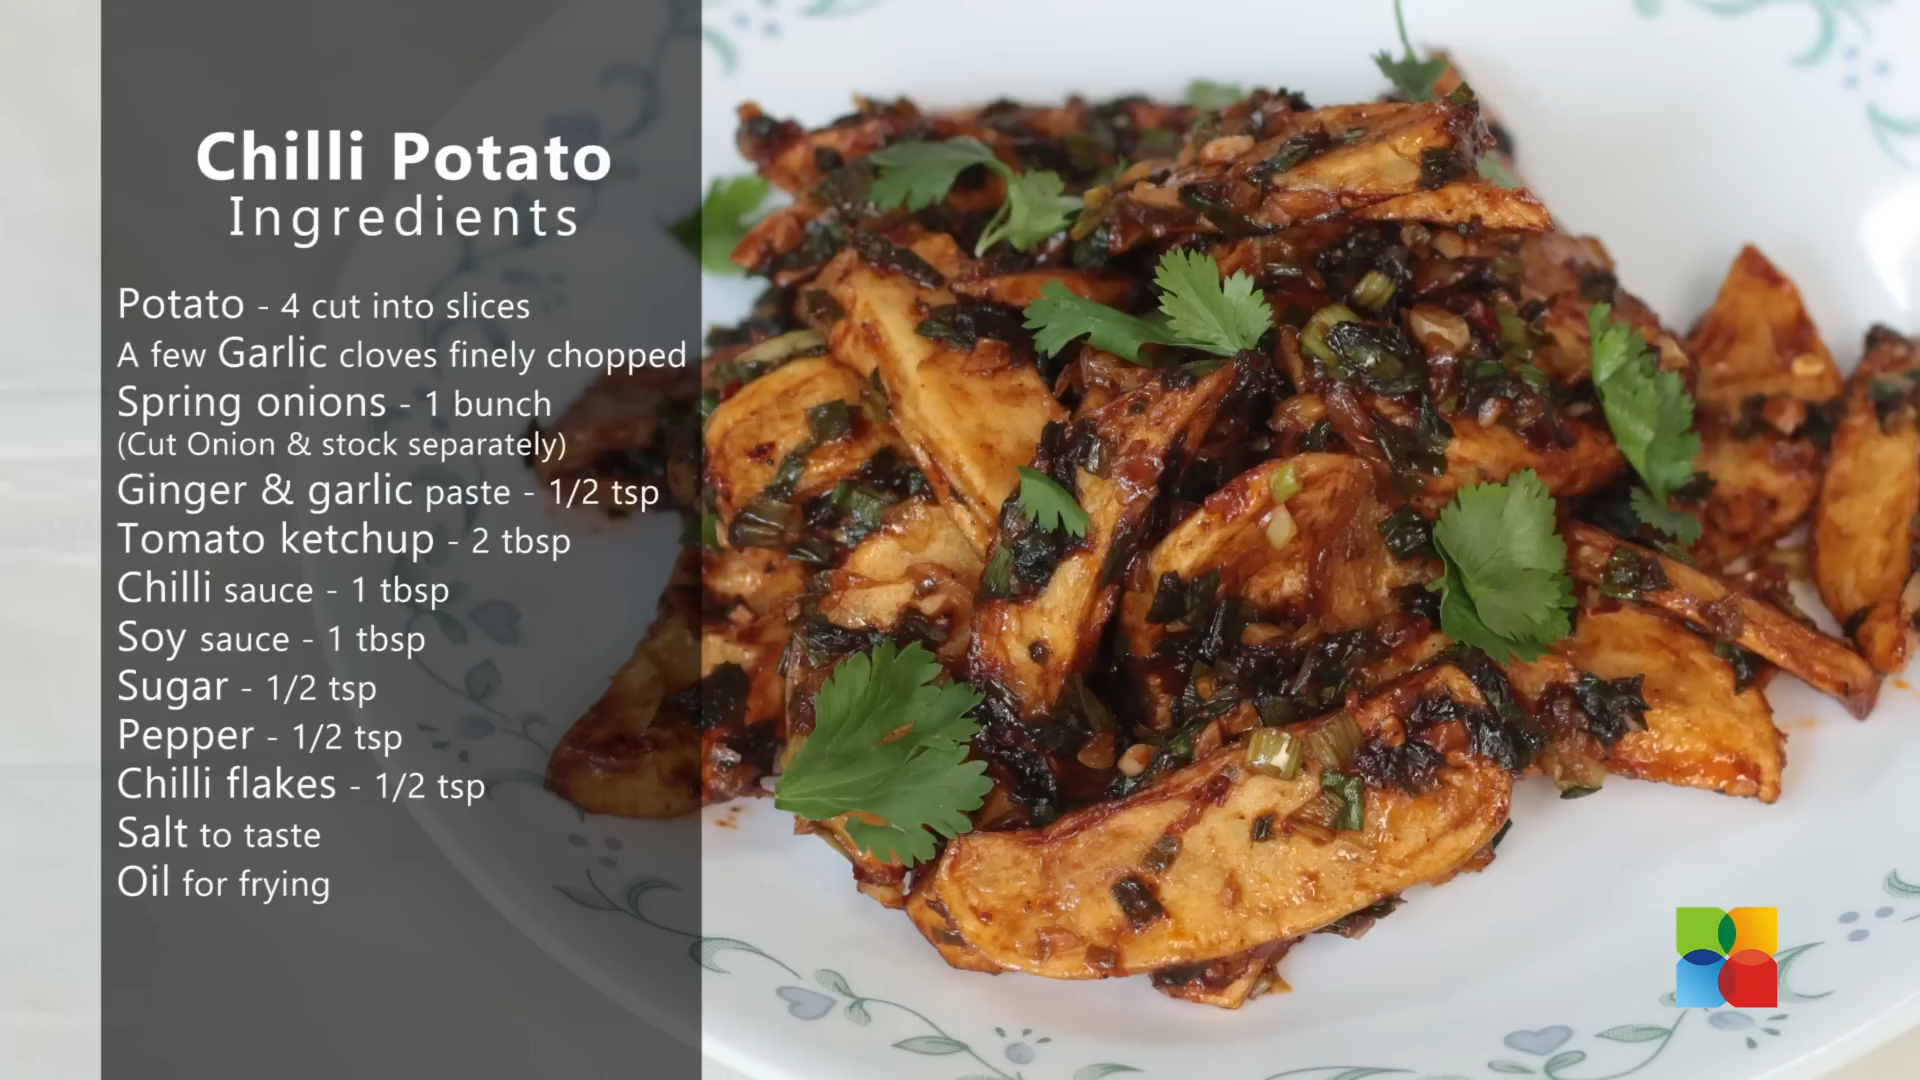 Chilli Potato
Ingredients
Potato - 4 cut into slices
A few Garlic cloves finely chopped
Spring onions - 1 bunch
(Cut Onion & stock separately)
Ginger & garlic paste - 1/2 tsp
Tomato ketchup - 2 tbsp
Chilli sauce - 1 tbsp
Soy sauce - 1 tbsp
Sugar - 1/2 tsp
Pepper - 1/2 tsp
Chilli flakes - 1/2 tsp
Salt to taste
Oil for frying